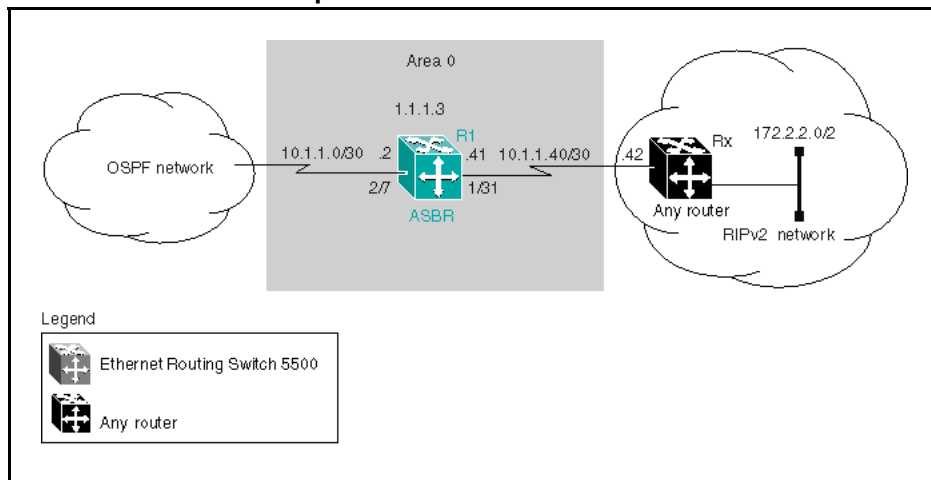 Area 0
1.1.1.3
R1
10.1.1.0/30 .2 .41 10.1.1.40/30 .42 Rx 172.2.2.0/2
OSPF network
2/7 1/31
ASBR
Any router
RIPv2 network
Legend
Ethernet Routing Switch 5500
Any router